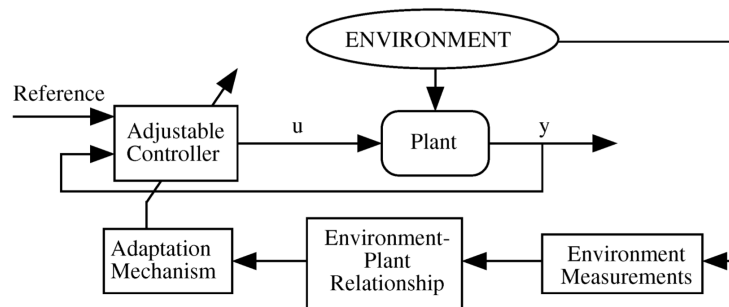 ENVIRONMENT
Reference
Adjustable
Controller
u
Plant
y
Adaptation
Mechanism
Environment-
Plant
Relationship
Environment
Measurements